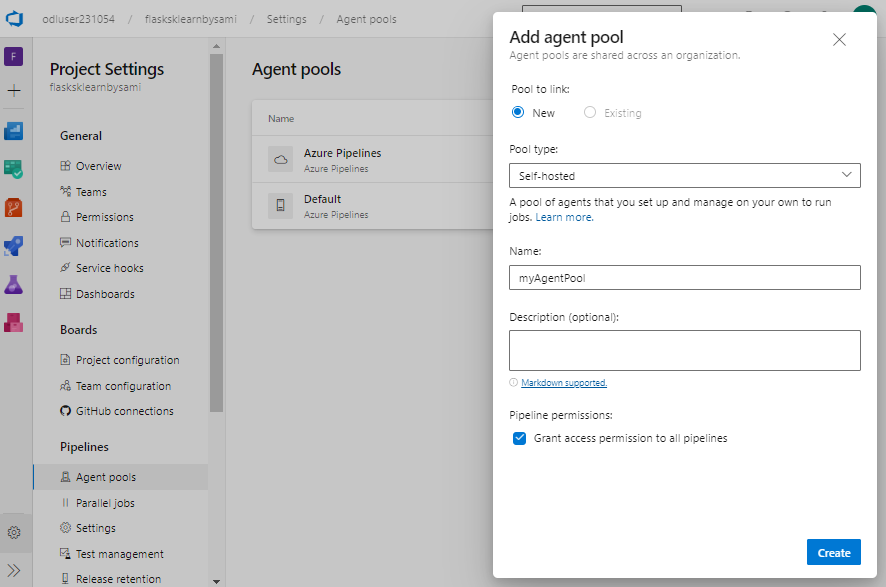 odluser231054 / flasksklearnbysami / Settings / Agent pools
F
Project Settings
flasksklearnbysami
General
Overview
Teams
Permissions
Notifications
Service hooks
Dashboards
Boards
Project configuration
Team configuration
GitHub connections
Pipelines
Agent pools
Parallel jobs
Settings
Test management
Release retention
Agent pools
Name
Azure Pipelines
Azure Pipelines
Default
Azure Pipelines
Add agent pool
Agent pools are shared across an organization.
Pool to link:
New
Existing
Pool type:
Self-hosted
A pool of agents that you set up and manage on your own to run
jobs. Learn more.
Name:
myAgentPool
Description (optional):
Markdown supported.
Pipeline permissions:
Grant access permission to all pipelines
Create